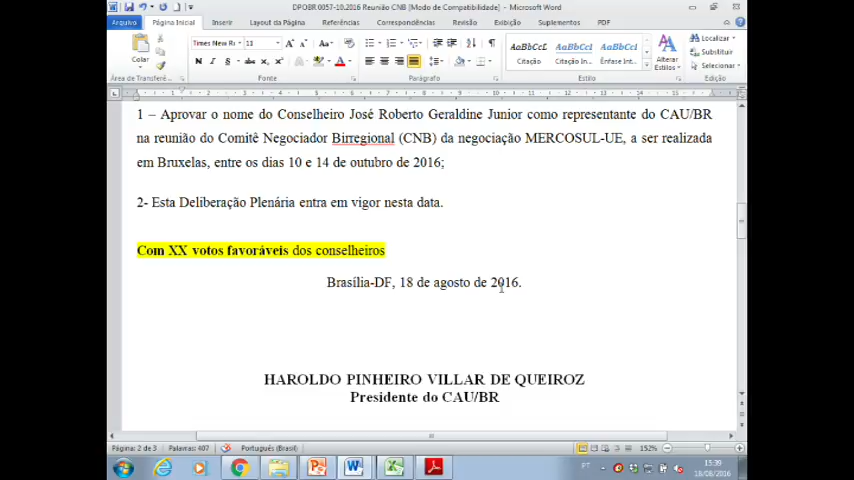 DPOBR 0057-10.2016 Reunião CNB [Modo de Compatibilidade] - Microsoft Word
Arquivo Página Inicial Inserir Layout da Página Referências Correspondências Revisão Exibição Suplementos PDF
Times New Ro 11 Localizar
Substituir
Selecionar
Colar AaBbCcL AaBbCcL AaBbCcL Alterar Estilos
Citação Citação In... Ênfase Int...
Área de Transferê... Fonte Parágrafo Estilo Edição
1 – Aprovar o nome do Conselheiro José Roberto Geraldine Junior como representante do CAU/BR
na reunião do Comitê Negociador Birregional (CNB) da negociação MERCOSUL-UE, a ser realizada
em Bruxelas, entre os dias 10 e 14 de outubro de 2016;
2- Esta Deliberação Plenária entra em vigor nesta data.
Com XX votos favoráveis dos conselheiros
Brasília-DF, 18 de agosto de 2016.
HAROLDO PINHEIRO VILLAR DE QUEIROZ
Presidente do CAU/BR
Página: 2 de 3 Palavras: 407 Português (Brasil) 152%
PT 15:39
18/08/2016